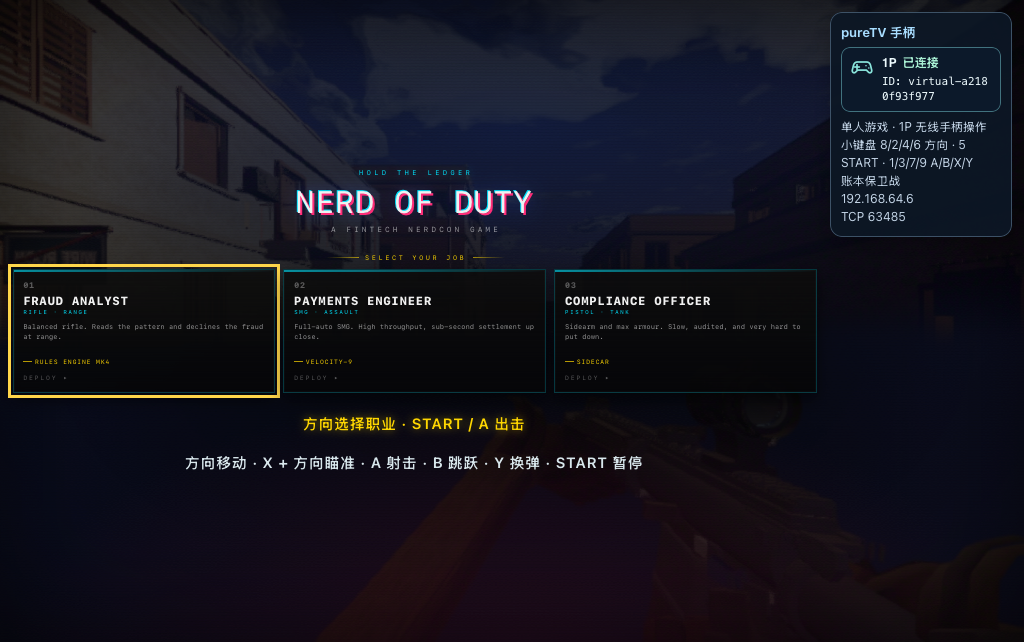 HOLD THE LEDGER
NERD OF DUTY
A FINTECH NERDCON GAME
SELECT YOUR JOB
01
FRAUD ANALYST
RIFLE · RANGE
Balanced rifle. Reads the pattern and declines the fraud
at range.
RULES ENGINE MK4
DEPLOY
02
PAYMENTS ENGINEER
SMG · ASSAULT
Full-auto SMG. High throughput, sub-second settlement up
close.
VELOCITY-9
DEPLOY
03
COMPLIANCE OFFICER
PISTOL · TANK
Sidearm and max armour. Slow, audited, and very hard to
put down.
SIDECAR
DEPLOY
方向选择职业 · START / A 出击
方向移动 · X + 方向瞄准 · A 射击 · B 跳跃 · Y 换弹 · START 暂停
pureTV 手柄
1P 已连接
ID: virtual-a218
0f93f977
单人游戏 · 1P 无线手柄操作
小键盘 8/2/4/6 方向 · 5
START · 1/3/7/9 A/B/X/Y
账本保卫战
192.168.64.6
TCP 63485